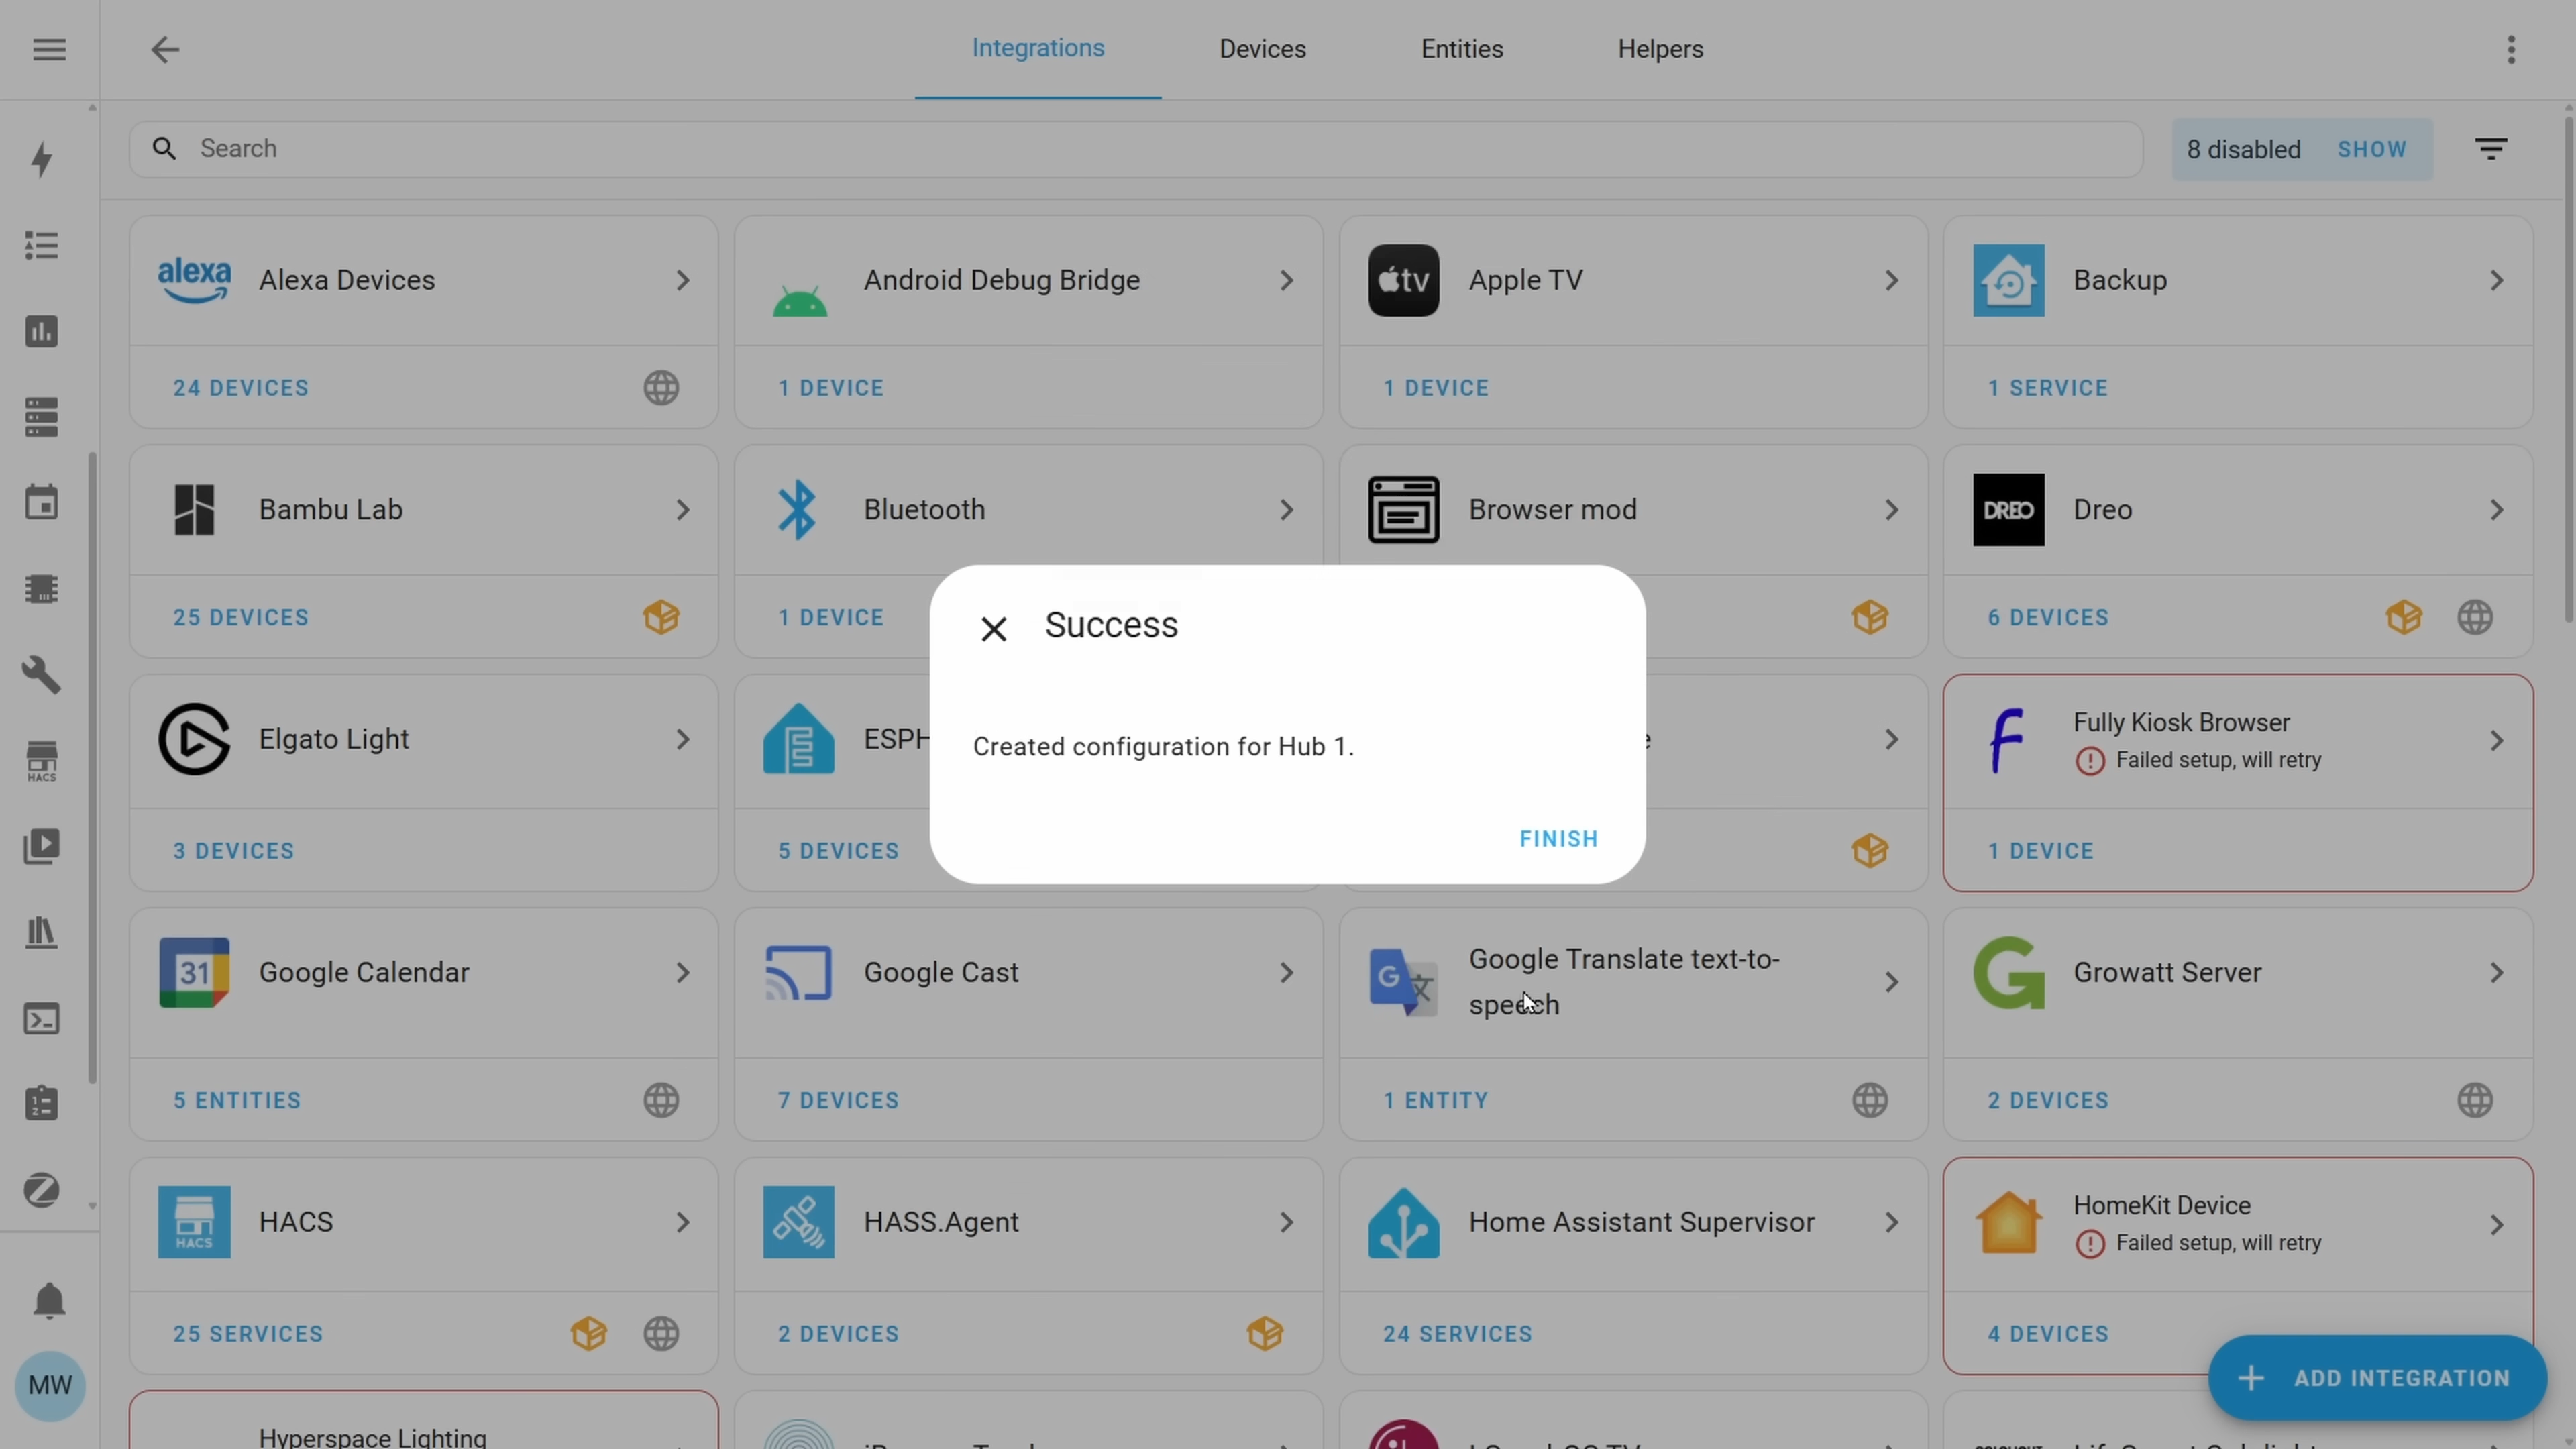 Integrations
Devices
Entities
Helpers
Search
8 disabled
SHOW
alexa
Alexa Devices
24 DEVICES
Android Debug Bridge
1 DEVICE
tv
Apple TV
1 DEVICE
Backup
1 SERVICE
Bambu Lab
25 DEVICES
Bluetooth
1 DEVICE
Browser mod
DREO
Dreo
6 DEVICES
Success
Created configuration for Hub 1.
FINISH
Elgato Light
3 DEVICES
ESPH
5 DEVICES
Fully Kiosk Browser
Failed setup, will retry
1 DEVICE
31
Google Calendar
5 ENTITIES
Google Cast
7 DEVICES
G
Google Translate text-to-
speech
1 ENTITY
Growatt Server
2 DEVICES
HACS
HACS
HACS
25 SERVICES
HASS.Agent
2 DEVICES
Home Assistant Supervisor
24 SERVICES
HomeKit Device
Failed setup, will retry
4 DEVICES
ADD INTEGRATION
MW
Hyperspace Lighting